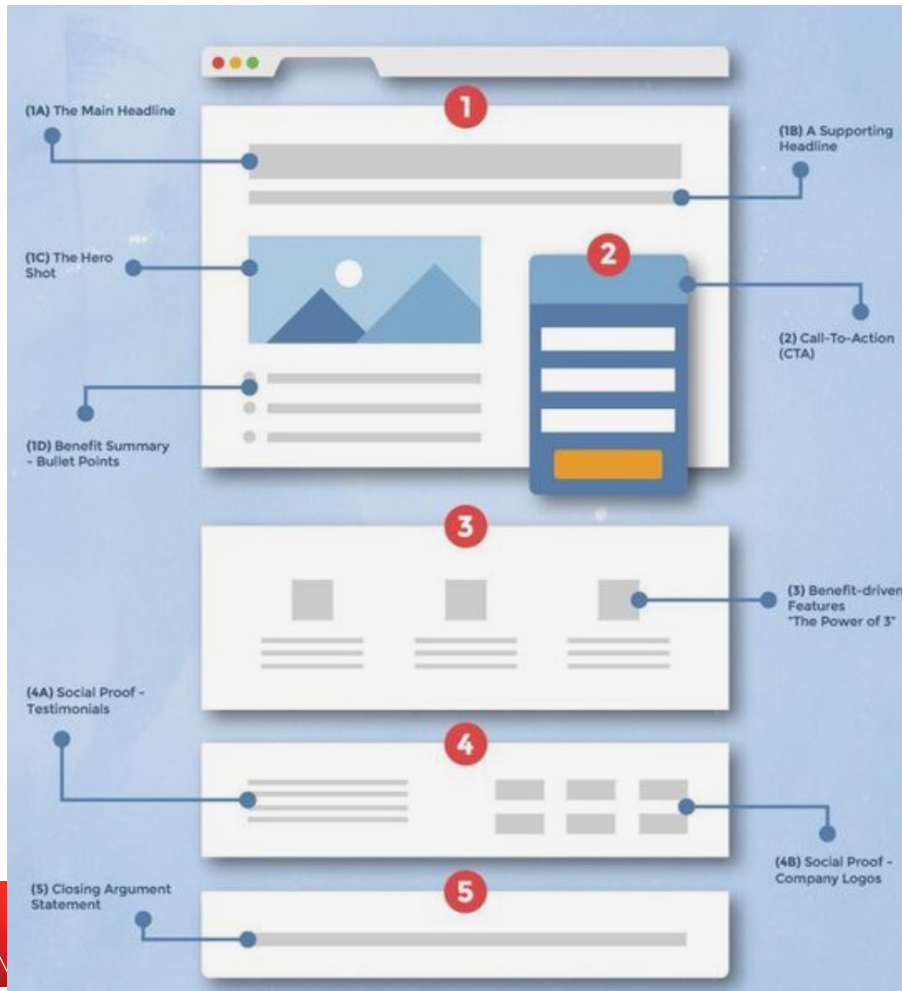 1
(1A) The Main Headline
(1B) A Supporting
Headline
(1C) The Hero
Shot
2
(2) Call-To-Action
(CTA)
(1D) Benefit Summary
- Bullet Points
3
(3) Benefit-driven
Features
"The Power of 3"
(4A) Social Proof -
Testimonials
4
(4B) Social Proof -
Company Logos
(5) Closing Argument
Statement
5